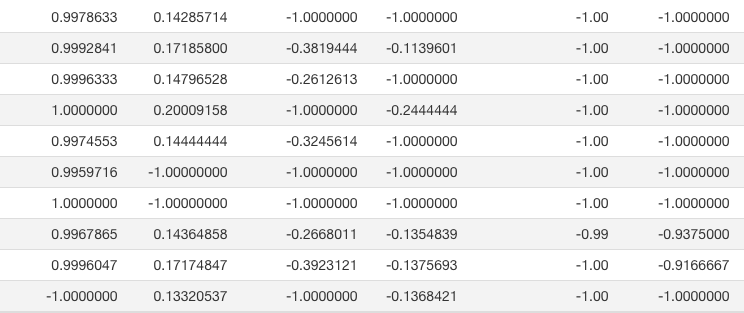 0.9978633 0.14285714 -1.0000000 -1.0000000 -1.00 -1.0000000
0.9992841 0.17185800 -0.3819444 -0.1139601 -1.00 -1.0000000
0.9996333 0.14796528 -0.2612613 -1.0000000 -1.00 -1.0000000
1.0000000 0.20009158 -1.0000000 -0.2444444 -1.00 -1.0000000
0.9974553 0.14444444 -0.3245614 -1.0000000 -1.00 -1.0000000
0.9959716 -1.00000000 -1.0000000 -1.0000000 -1.00 -1.0000000
1.0000000 -1.00000000 -1.0000000 -1.0000000 -1.00 -1.0000000
0.9967865 0.14364858 -0.2668011 -0.1354839 -0.99 -0.9375000
0.9996047 0.17174847 -0.3923121 -0.1375693 -1.00 -0.9166667
-1.0000000 0.13320537 -1.0000000 -0.1368421 -1.00 -1.0000000